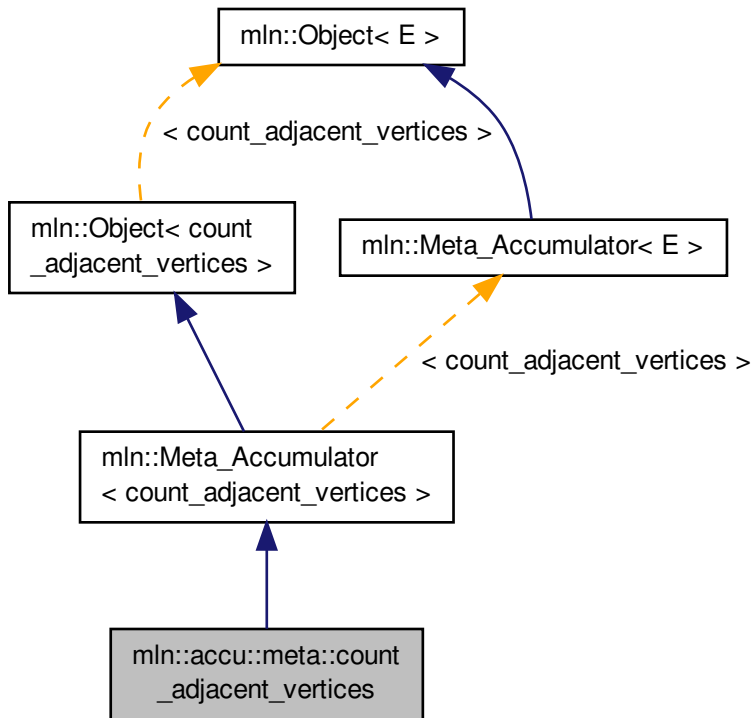 mln::Object< E >
< count_adjacent_vertices >
mln::Object< count
_adjacent_vertices >
mln::Meta_Accumulator< E >
< count_adjacent_vertices >
mln::Meta_Accumulator
< count_adjacent_vertices >
mln::accu::meta::count
_adjacent_vertices